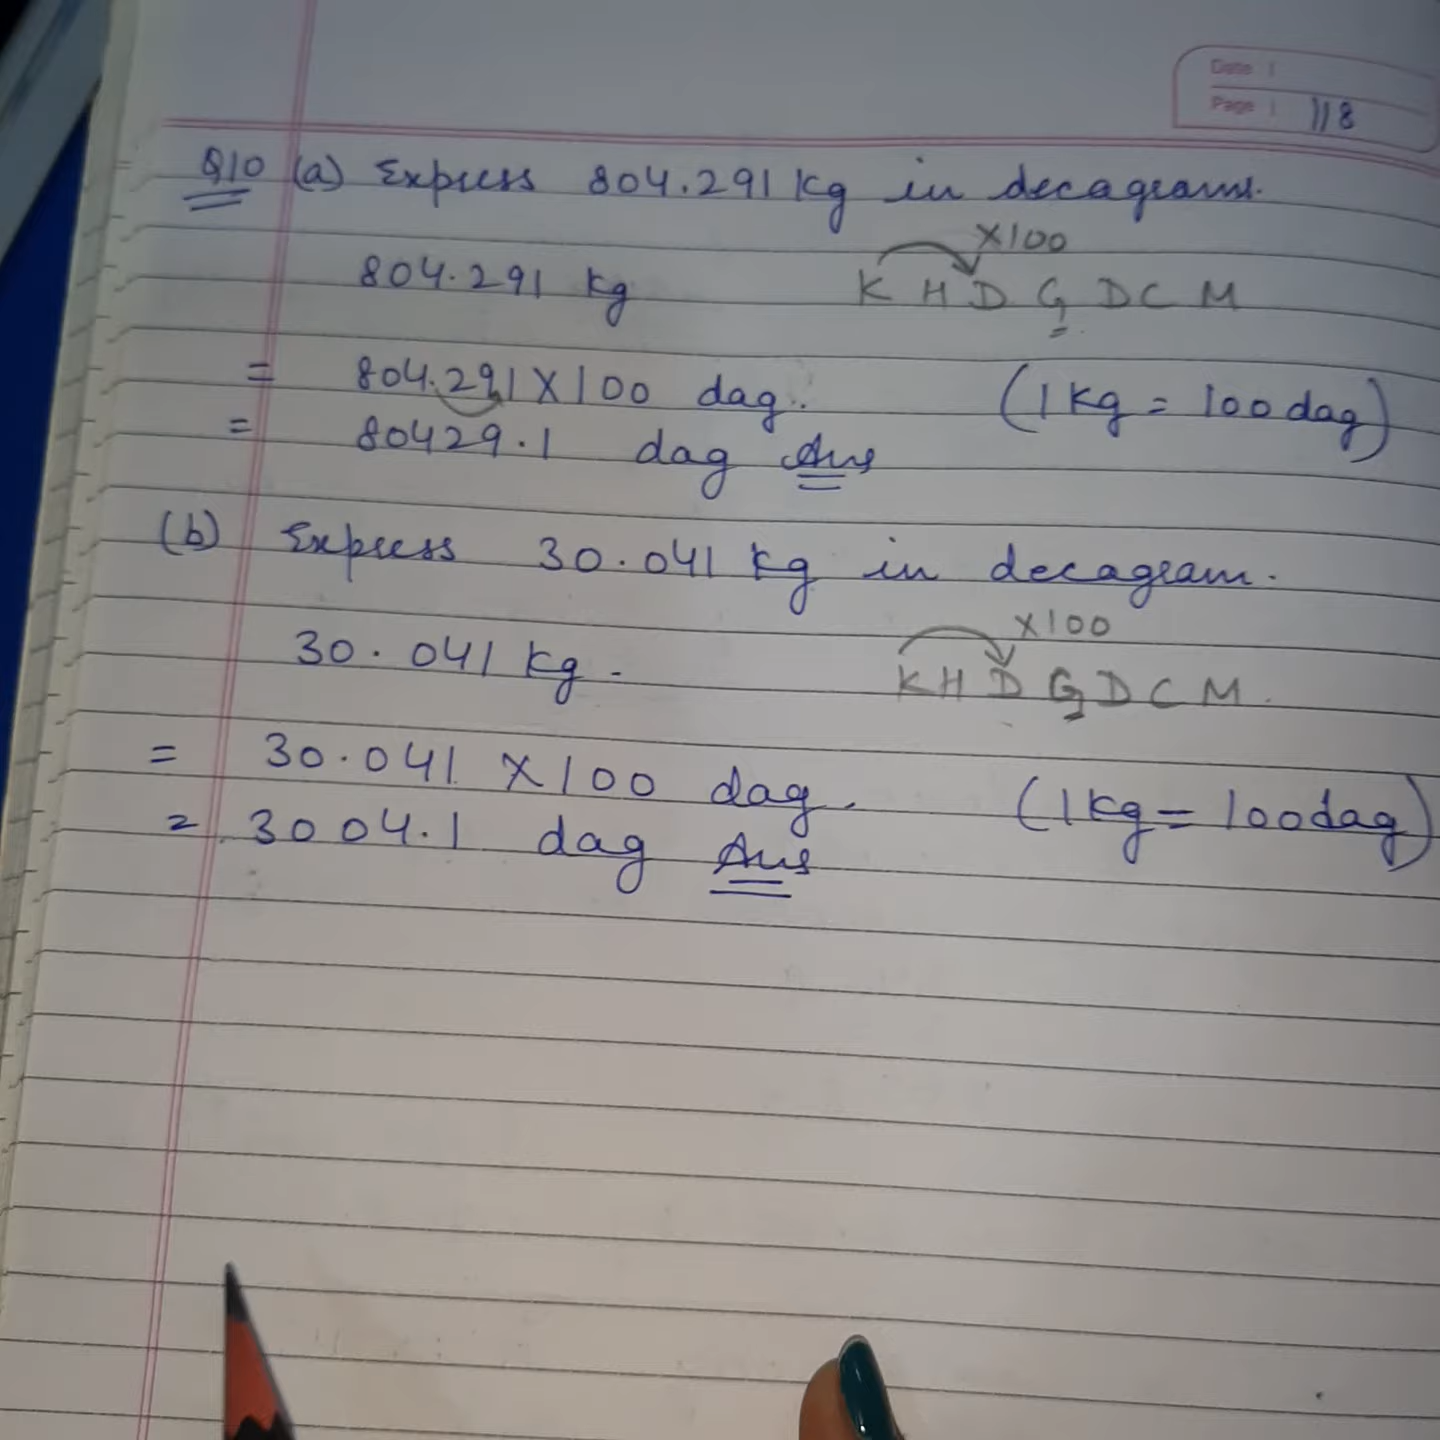 Date
Page 118
Q10 (a) Express 804.291 kg in decagrams.
×100
804.291 kg K H D G D C M
= 804.291 × 100 dag. (1 kg = 100 dag)
= 80429.1 dag Ans
(b) Express 30.041 kg in decagram.
×100
30.041 kg. K H D G D C M.
= 30.041 × 100 dag. (1 kg = 100 dag)
= 3004.1 dag Ans